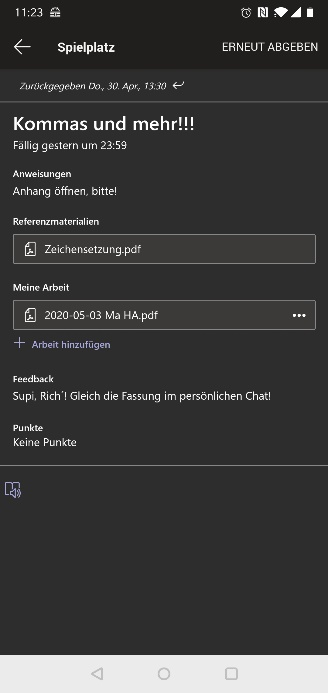 11:23
Spielplatz
ERNEUT ABGEBEN
Zurückgegeben Do., 30. Apr., 13:30
Kommas und mehr!!!
Fällig gestern um 23:59
Anweisungen
Anhang öffnen, bitte!
Referenzmaterialien
Zeichensetzung.pdf
Meine Arbeit
2020-05-03 Ma HA.pdf
Arbeit hinzufügen
Feedback
Supi, Rich´! Gleich die Fassung im persönlichen Chat!
Punkte
Keine Punkte